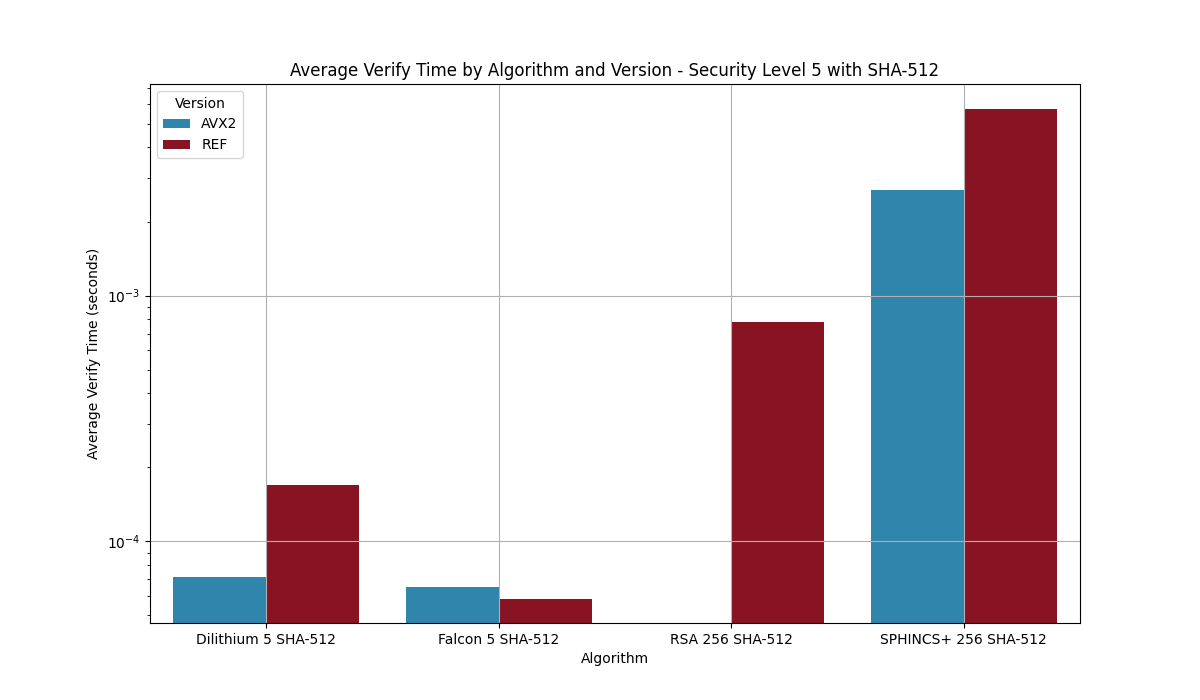 Average Verify Time by Algorithm and Version - Security Level 5 with SHA-512
Version
AVX2
REF
Average Verify Time (seconds)
10⁻³
10⁻⁴
Dilithium 5 SHA-512
Falcon 5 SHA-512
RSA 256 SHA-512
SPHINCS+ 256 SHA-512
Algorithm